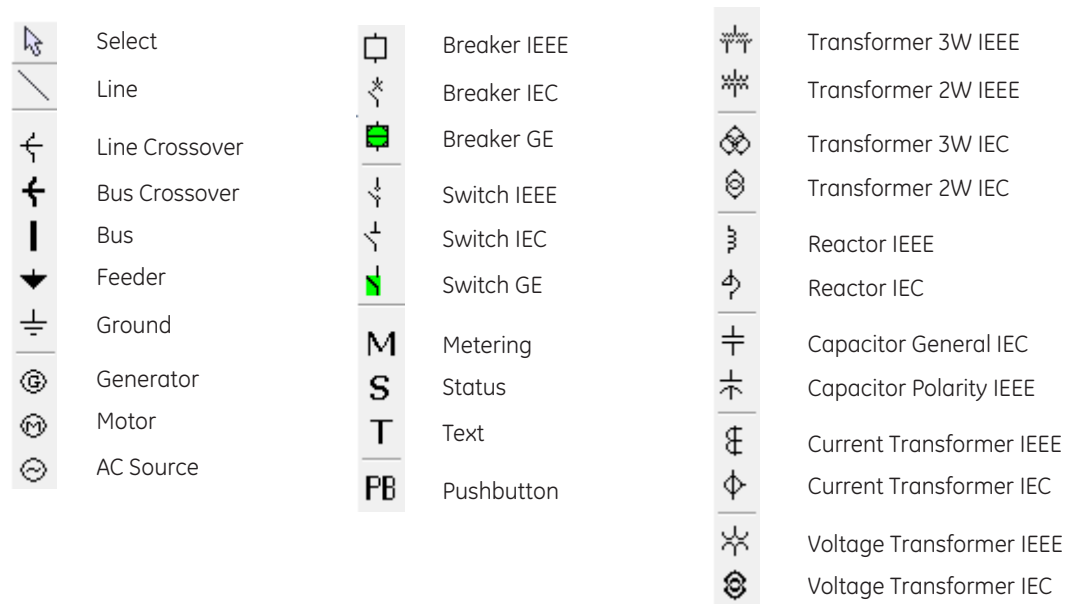 Select
Line
Line Crossover
Bus Crossover
Bus
Feeder
Ground
G Generator
M Motor
AC Source
Breaker IEEE
Breaker IEC
Breaker GE
Switch IEEE
Switch IEC
Switch GE
M Metering
S Status
T Text
PB Pushbutton
Transformer 3W IEEE
Transformer 2W IEEE
Transformer 3W IEC
Transformer 2W IEC
Reactor IEEE
Reactor IEC
Capacitor General IEC
Capacitor Polarity IEEE
Current Transformer IEEE
Current Transformer IEC
Voltage Transformer IEEE
Voltage Transformer IEC